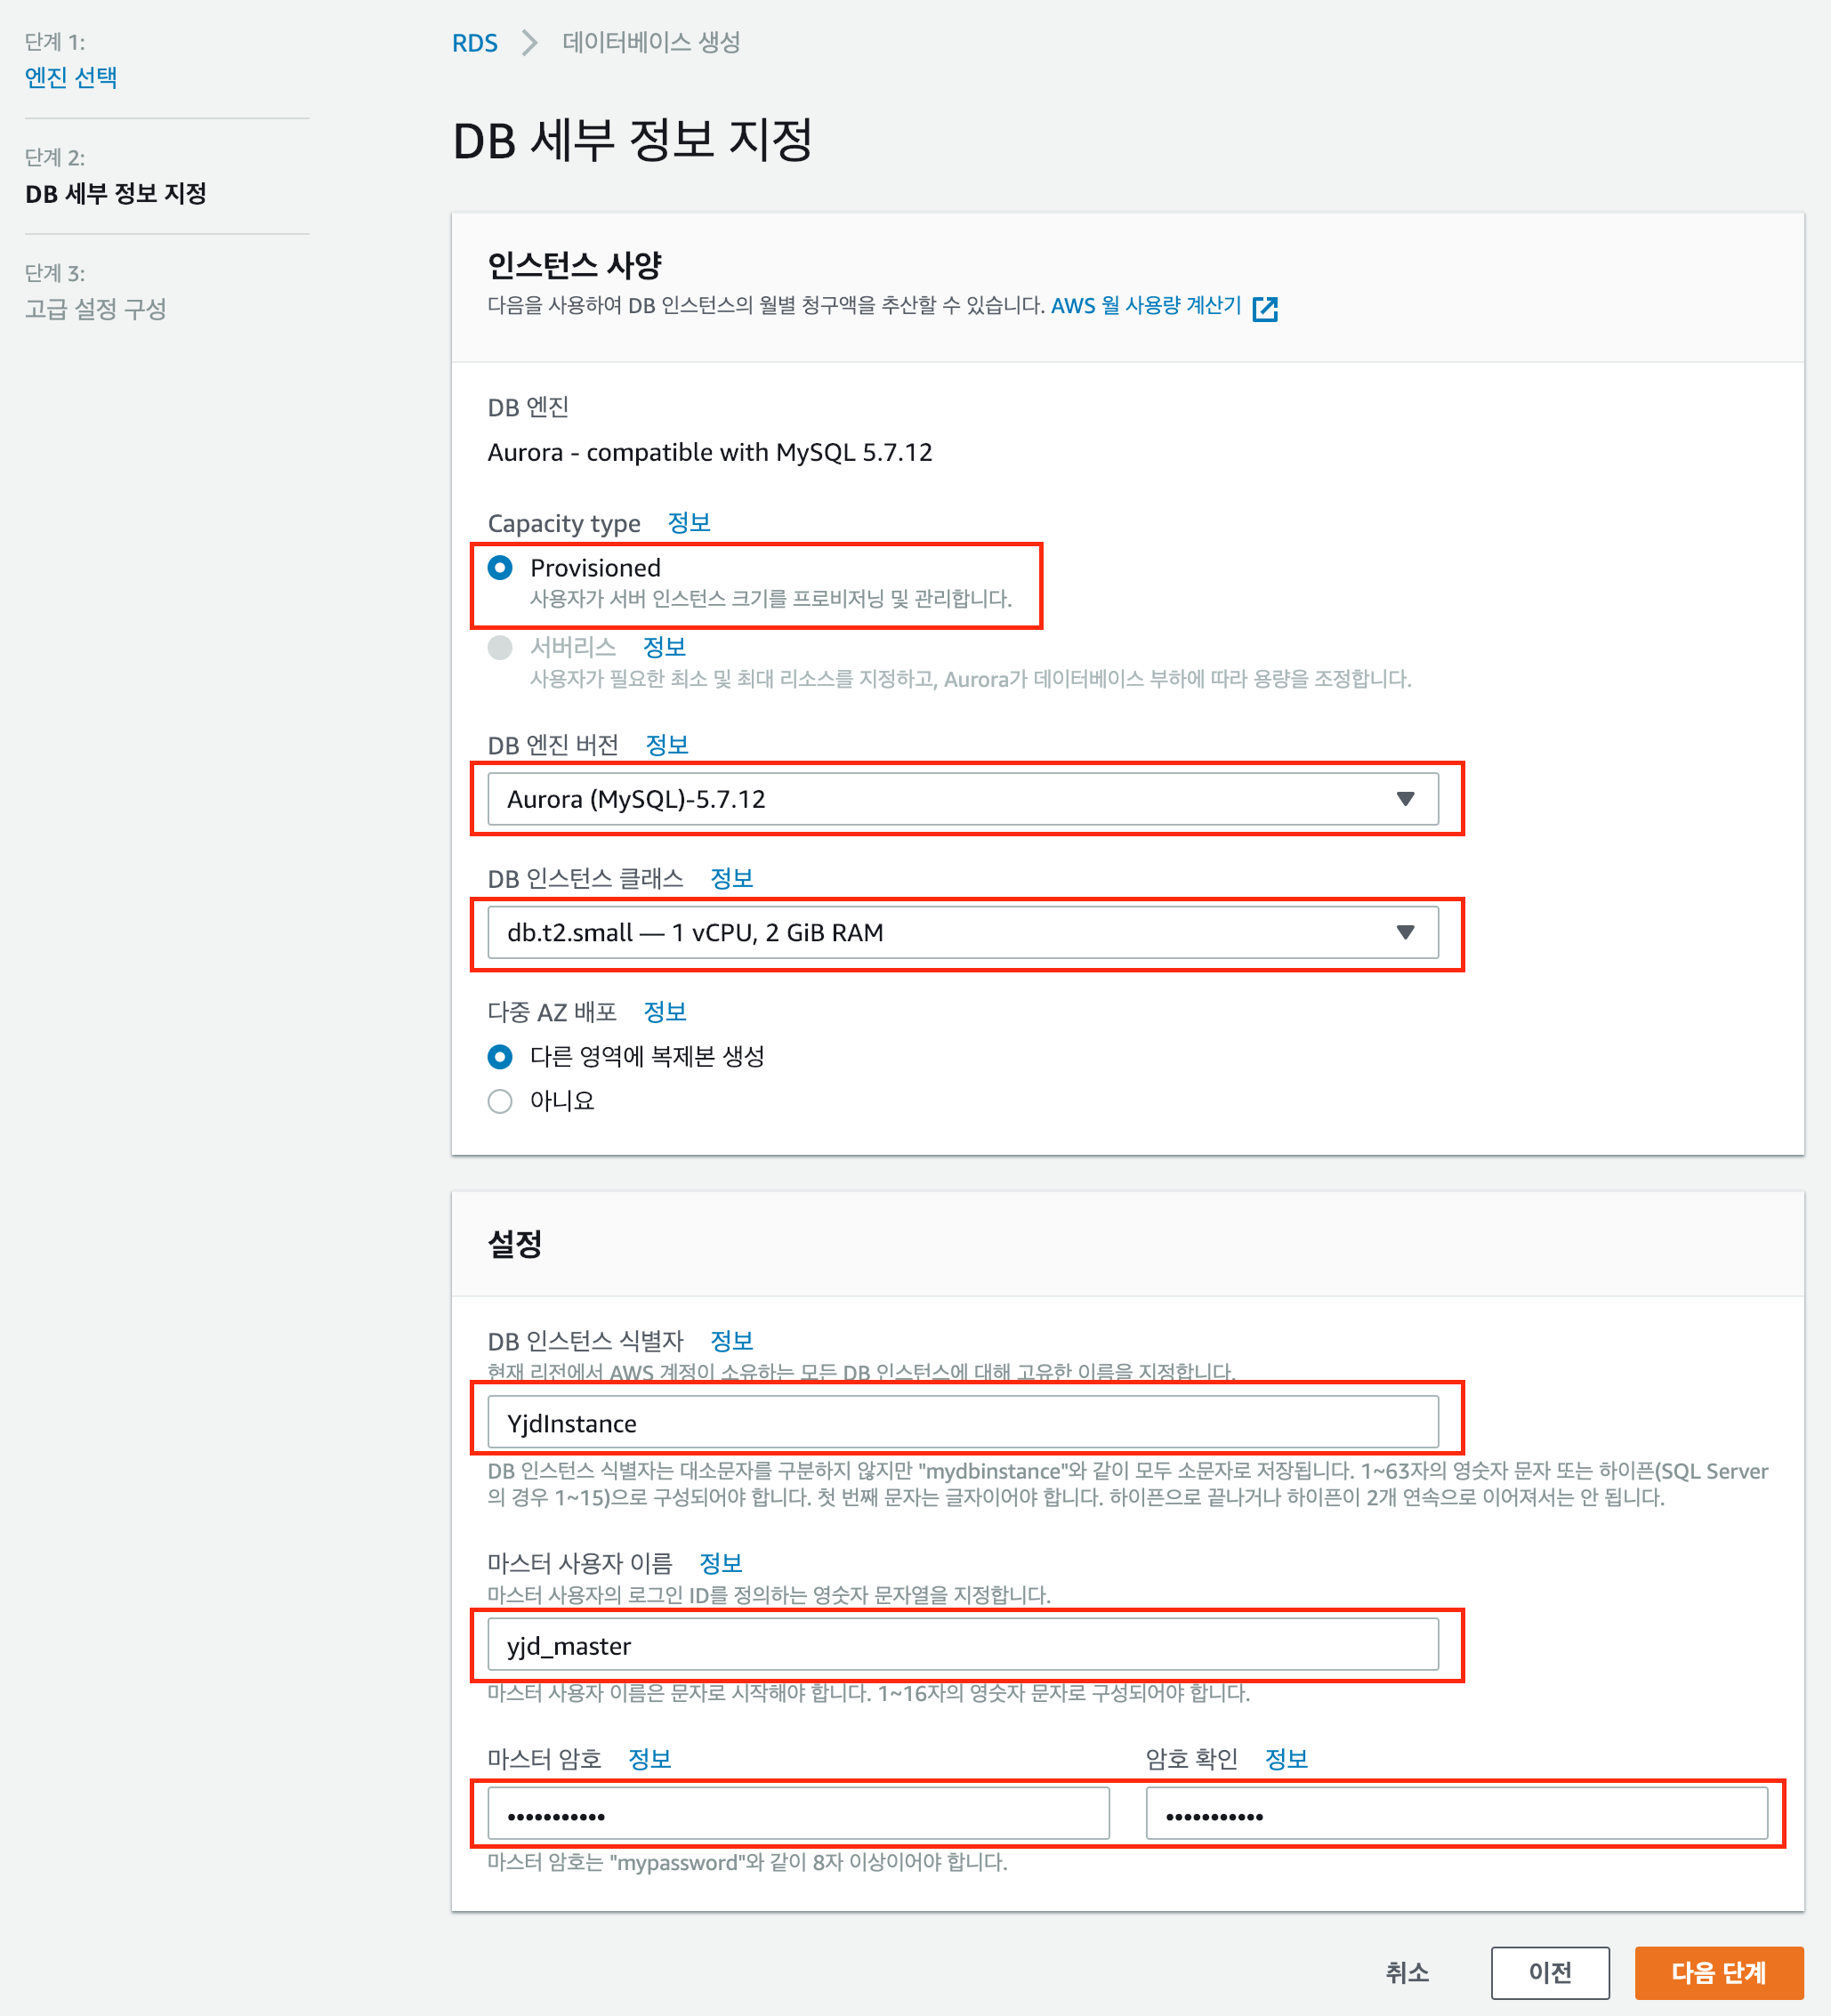 단계 1:
엔진 선택
단계 2:
DB 세부 정보 지정
단계 3:
고급 설정 구성
RDS > 데이터베이스 생성
DB 세부 정보 지정
인스턴스 사양
다음을 사용하여 DB 인스턴스의 월별 청구액을 추산할 수 있습니다. AWS 월 사용량 계산기
DB 엔진
Aurora - compatible with MySQL 5.7.12
Capacity type 정보
Provisioned
사용자가 서버 인스턴스 크기를 프로비저닝 및 관리합니다.
서버리스 정보
사용자가 필요한 최소 및 최대 리소스를 지정하고, Aurora가 데이터베이스 부하에 따라 용량을 조정합니다.
DB 엔진 버전 정보
Aurora (MySQL)-5.7.12
DB 인스턴스 클래스 정보
db.t2.small — 1 vCPU, 2 GiB RAM
다중 AZ 배포 정보
다른 영역에 복제본 생성
아니요
설정
DB 인스턴스 식별자 정보
현재 리전에서 AWS 계정이 소유하는 모든 DB 인스턴스에 대해 고유한 이름을 지정합니다.
YjdInstance
DB 인스턴스 식별자는 대소문자를 구분하지 않지만 "mydbinstance"와 같이 모두 소문자로 저장됩니다. 1~63자의 영숫자 문자 또는 하이픈(SQL Server
의 경우 1~15)으로 구성되어야 합니다. 첫 번째 문자는 글자이어야 합니다. 하이픈으로 끝나거나 하이픈이 2개 연속으로 이어져서는 안 됩니다.
마스터 사용자 이름 정보
마스터 사용자의 로그인 ID를 정의하는 영숫자 문자열을 지정합니다.
yjd_master
마스터 사용자 이름은 문자로 시작해야 합니다. 1~16자의 영숫자 문자로 구성되어야 합니다.
마스터 암호 정보 암호 확인 정보
••••••••••• •••••••••••
마스터 암호는 "mypassword"와 같이 8자 이상이어야 합니다.
취소 이전 다음 단계